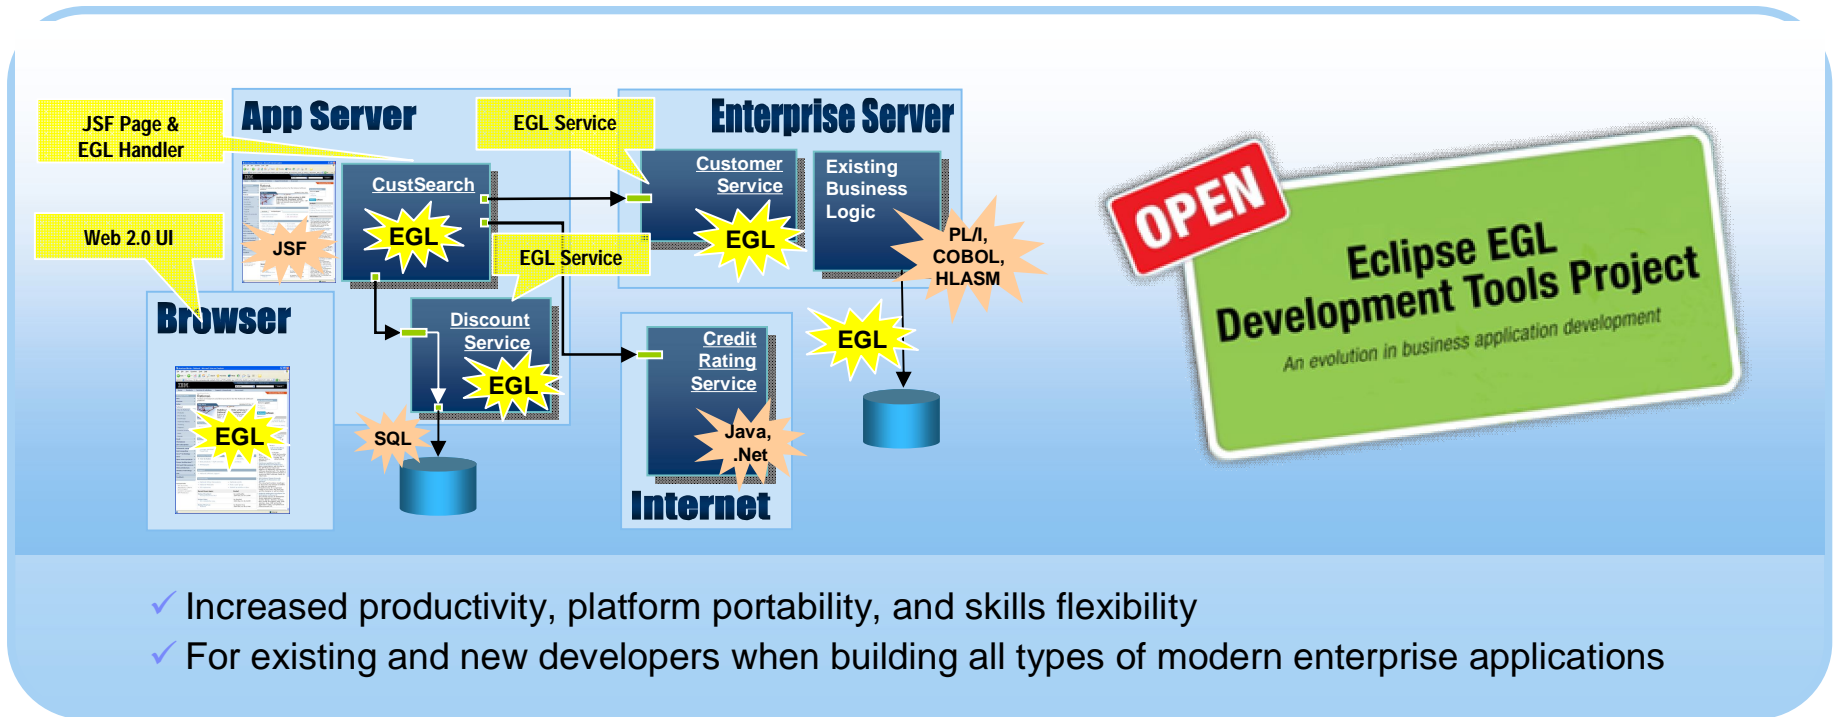 App Server
Enterprise Server
JSF Page &
EGL Handler
EGL Service
CustSearch
EGL
JSF
Customer
Service
EGL
Existing
Business
Logic
PL/I,
COBOL,
HLASM
Web 2.0 UI
EGL Service
Browser
EGL
Discount
Service
EGL
SQL
Credit
Rating
Service
Java,
.Net
Internet
EGL
OPEN
Eclipse EGL
Development Tools Project
An evolution in business application development
Increased productivity, platform portability, and skills flexibility
For existing and new developers when building all types of modern enterprise applications